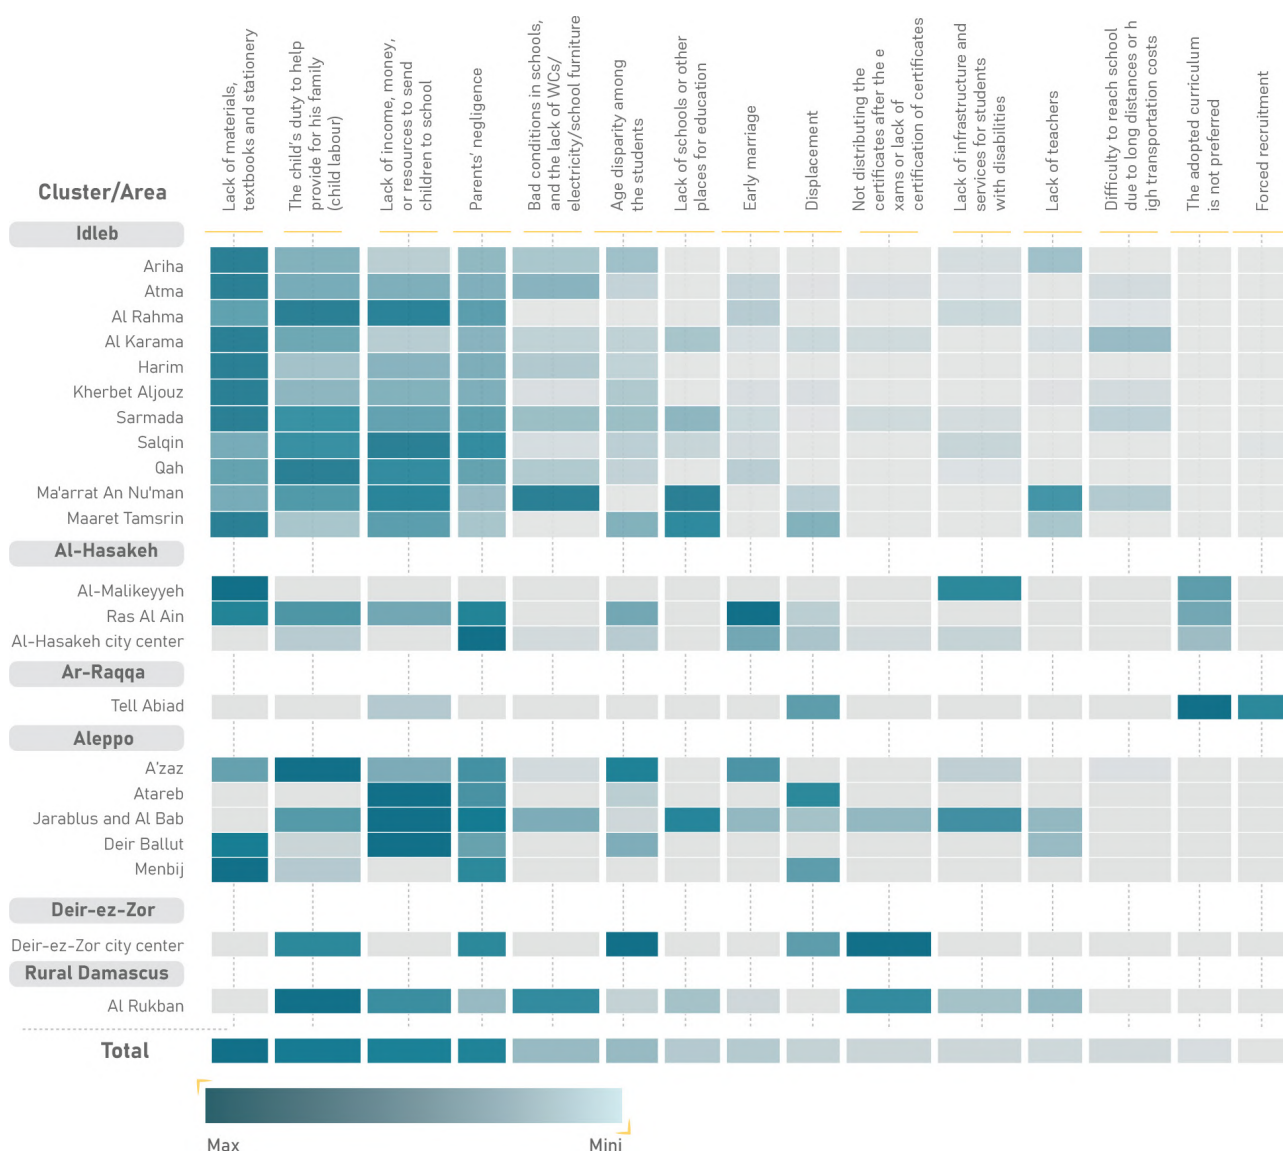 Lack of materials,
textbooks and stationery
The child's duty to help
provide for his family
(child labour)
Lack of income, money,
or resources to send
children to school
Parents' negligence
Bad conditions in schools,
and the lack of WCs/
electricity/school furniture
Age disparity among
the students
Lack of schools or other
places for education
Early marriage
Displacement
Not distributing the
certificates after the e
xams or lack of
certification of certificates
Lack of infrastructure and
services for students
with disabilities
Lack of teachers
Difficulty to reach school
due to long distances or h
igh transportation costs
The adopted curriculum
is not preferred
Forced recruitment
Cluster/Area
Idleb
Ariha
Atma
Al Rahma
Al Karama
Harim
Kherbet Aljouz
Sarmada
Salqin
Qah
Ma'arrat An Nu'man
Maaret Tamsrin
Al-Hasakeh
Al-Malikeyyeh
Ras Al Ain
Al-Hasakeh city center
Ar-Raqqa
Tell Abiad
Aleppo
A'zaz
Atareb
Jarablus and Al Bab
Deir Ballut
Menbij
Deir-ez-Zor
Deir-ez-Zor city center
Rural Damascus
Al Rukban
Total
Max
Mini